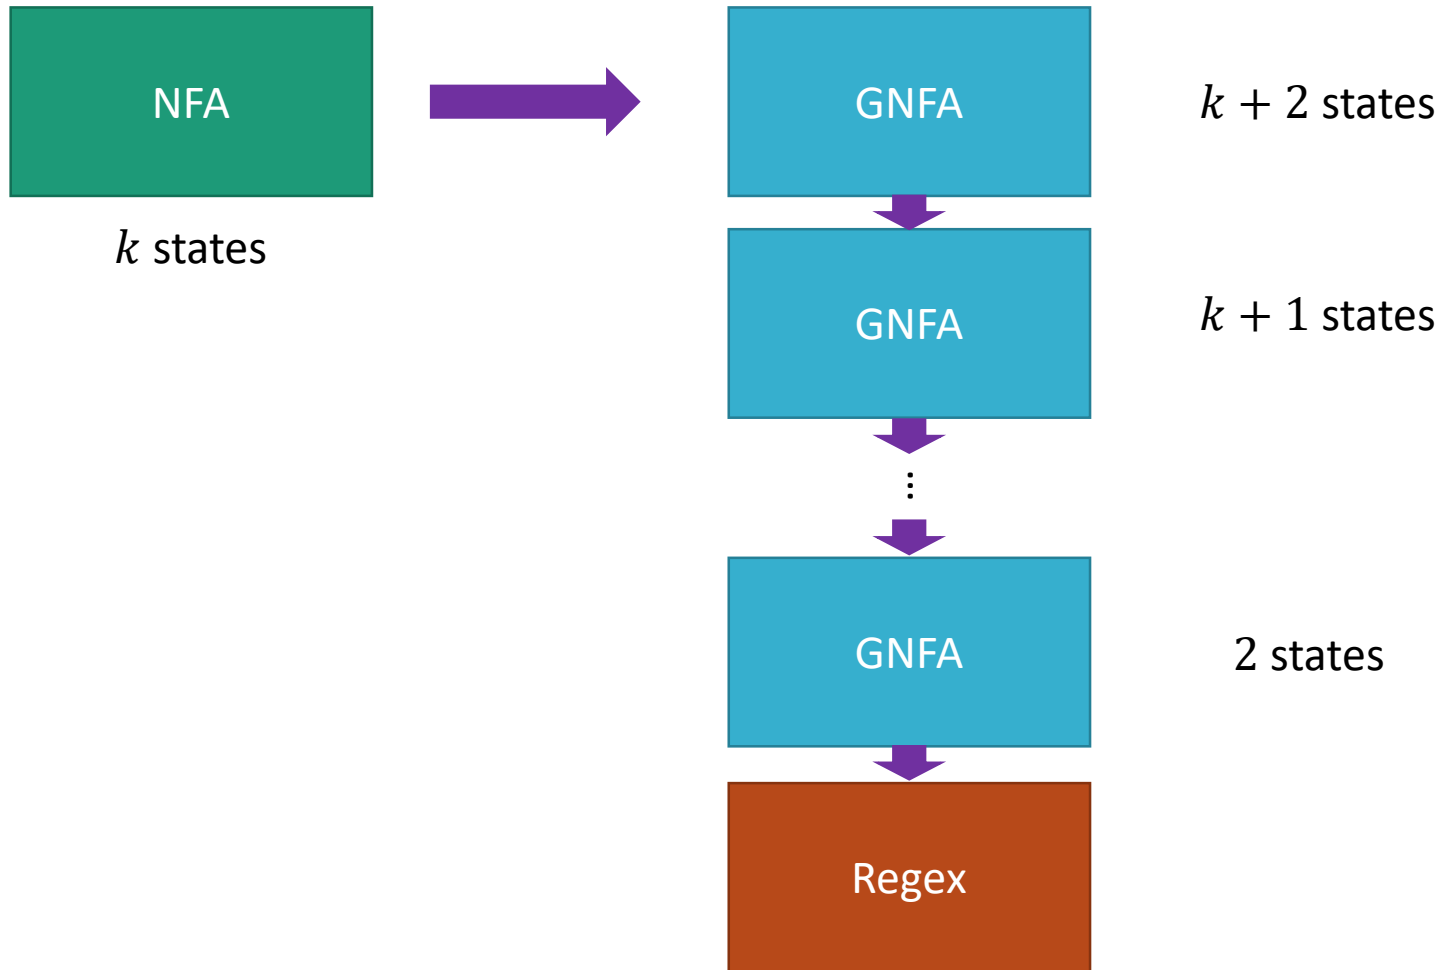 NFA
GNFA
k + 2 states
k states
GNFA
k + 1 states
⋮
GNFA
2 states
Regex